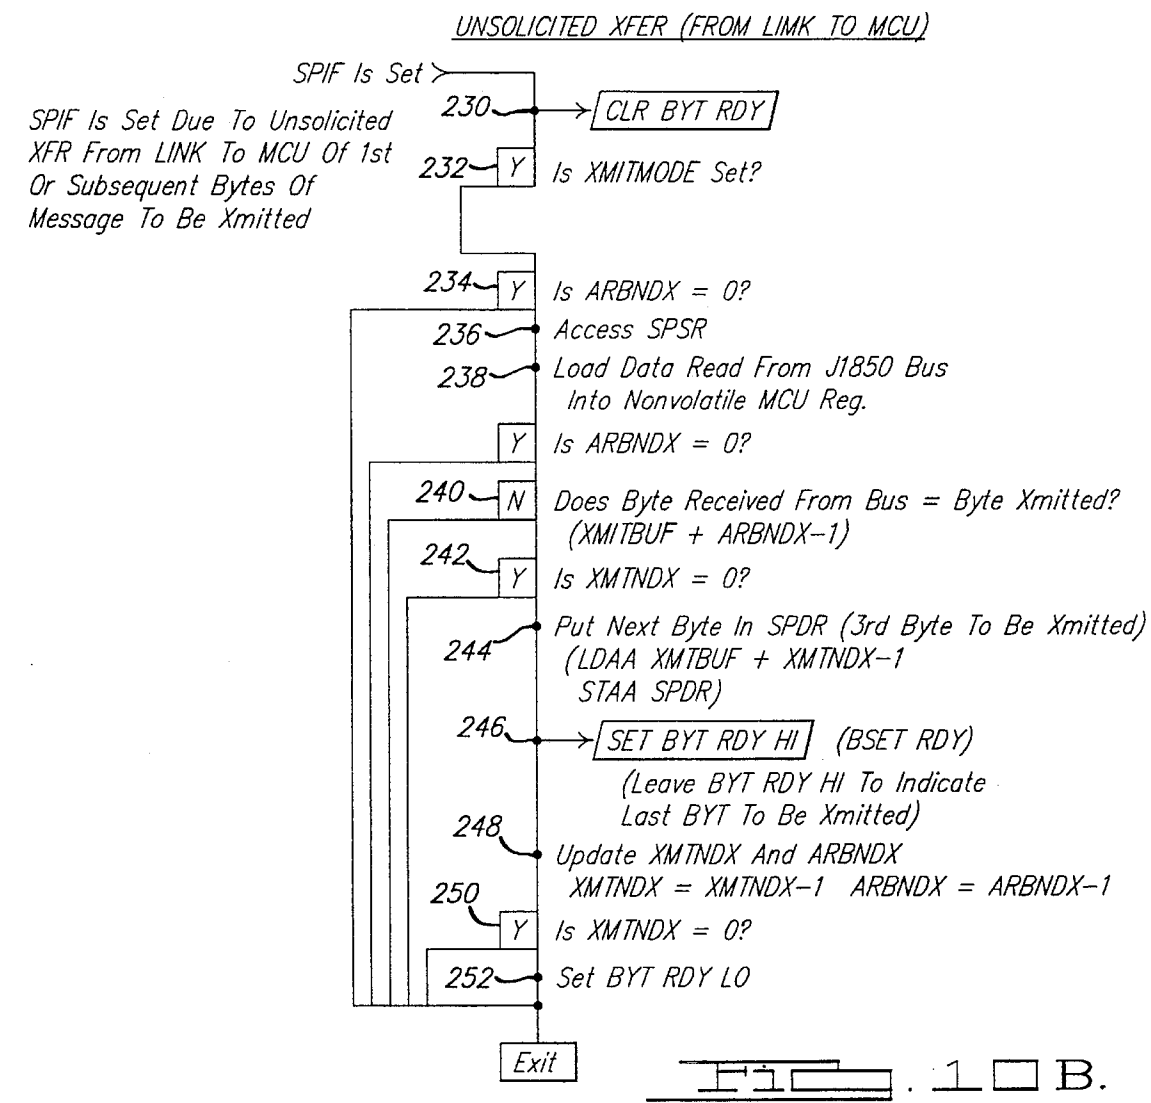 UNSOLICITED XFER (FROM LIMK TO MCU)
SPIF Is Set
230
CLR BYT RDY
SPIF Is Set Due To Unsolicited
XFR From LINK To MCU Of 1st
Or Subsequent Bytes Of
Message To Be Xmitted
232
Y
Is XMITMODE Set?
234
Y
Is ARBNDX = 0?
236
Access SPSR
238
Load Data Read From J1850 Bus
Into Nonvolatile MCU Reg.
Y
Is ARBNDX = 0?
240
N
Does Byte Received From Bus = Byte Xmitted?
(XMITBUF + ARBNDX-1)
242
Y
Is XMTNDX = 0?
244
Put Next Byte In SPDR (3rd Byte To Be Xmitted)
(LDAA XMTBUF + XMTNDX-1
STAA SPDR)
246
SET BYT RDY HI (BSET RDY)
(Leave BYT RDY HI To Indicate
Last BYT To Be Xmitted)
248
Update XMTNDX And ARBNDX
XMTNDX = XMTNDX-1 ARBNDX = ARBNDX-1
250
Y
Is XMTNDX = 0?
252
Set BYT RDY LO
Exit
Fig. 10B.